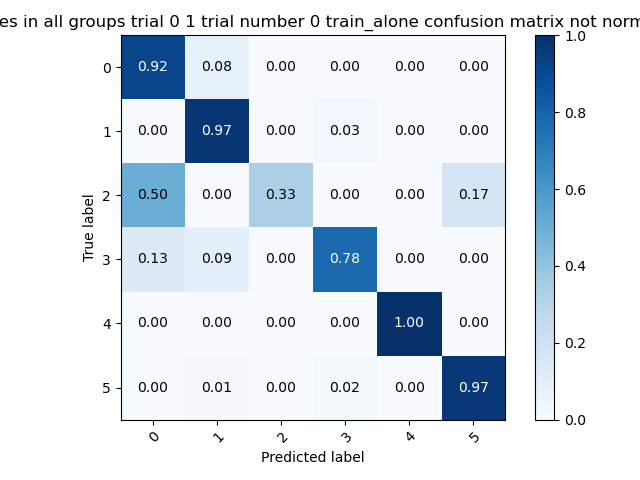 es in all groups trial 0 1 trial number 0 train_alone confusion matrix not norm
1.0
0 0.92 0.08 0.00 0.00 0.00 0.00
0.8
1 0.00 0.97 0.00 0.03 0.00 0.00
0.6
2 0.50 0.00 0.33 0.00 0.00 0.17
True label
0.4
3 0.13 0.09 0.00 0.78 0.00 0.00
0.2
4 0.00 0.00 0.00 0.00 1.00 0.00
5 0.00 0.01 0.00 0.02 0.00 0.97
0.0
0 1 2 3 4 5
Predicted label